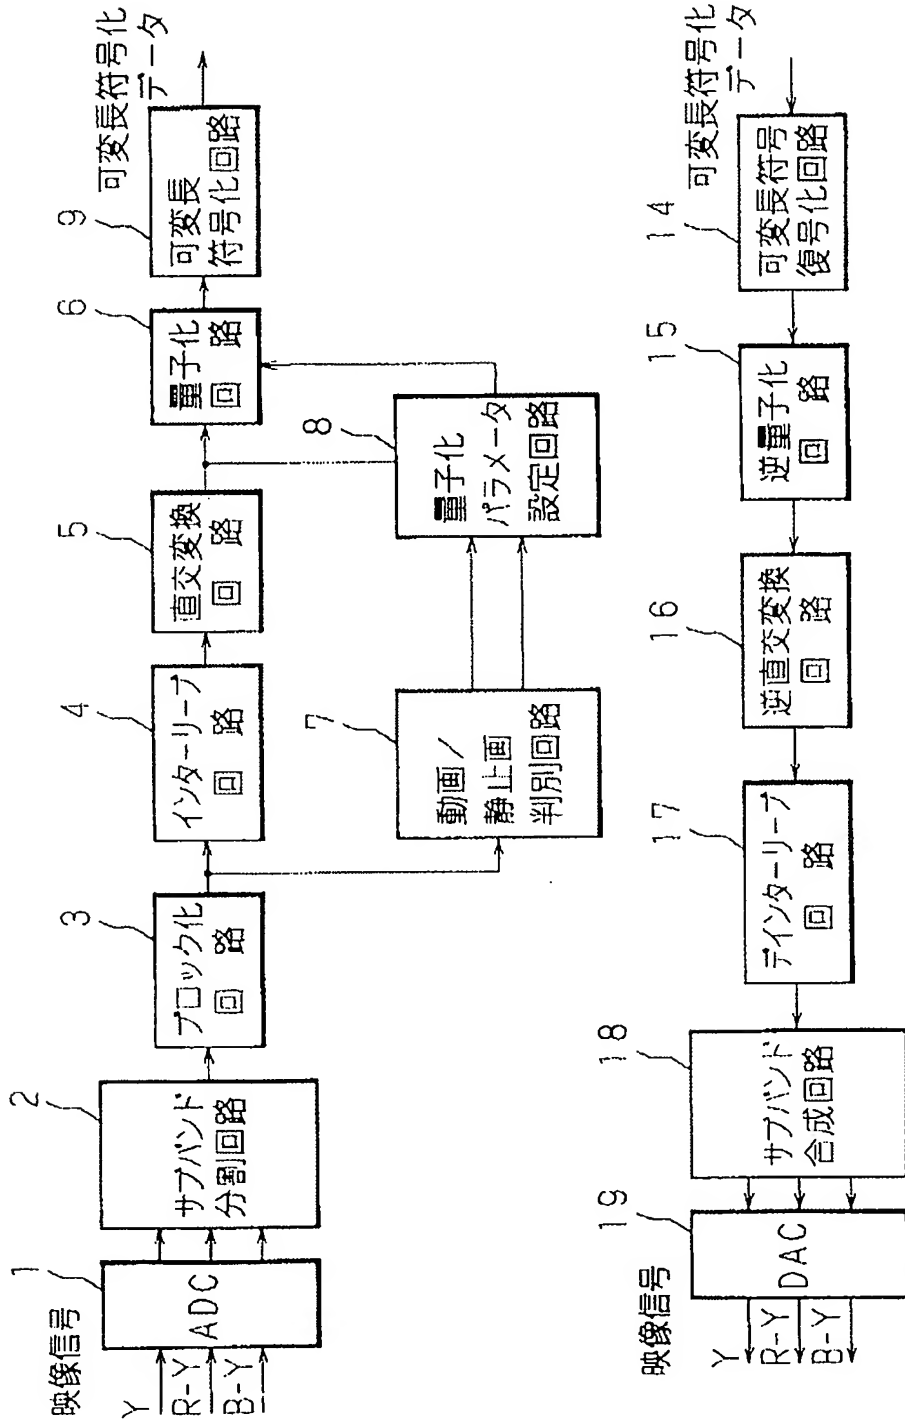 映像信号
Y
R-Y
B-Y
1
ADC
2
サブバンド
分割回路
3
ブロック化
回路
4
インターリーブ
回路
5
直交変換
回路
6
量子化
回路
7
動画/
静止画
判別回路
8
量子化
パラメータ
設定回路
9
可変長
符号化回路
可変長符号化
データ
可変長符号化
データ
14
可変長符号
復号化回路
15
逆量子化
回路
16
逆直交変換
回路
17
デインターリーブ
回路
18
サブバンド
合成回路
19
DAC
映像信号
Y
R-Y
B-Y